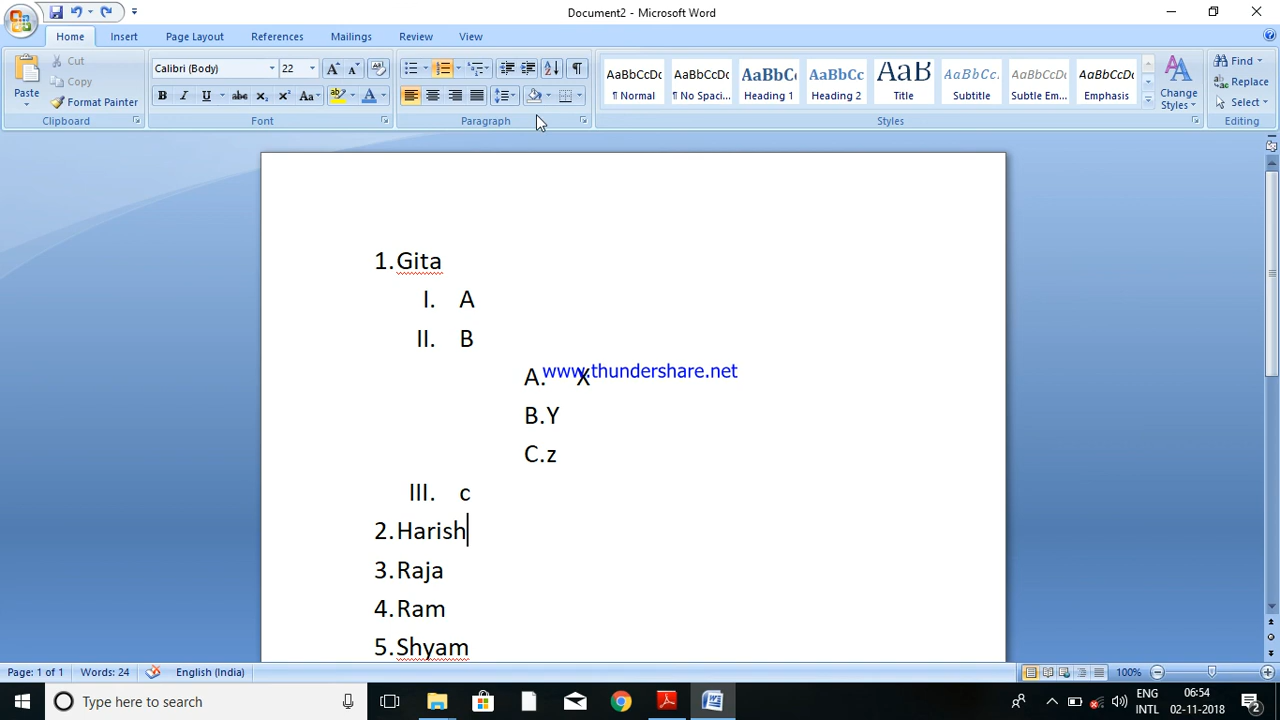 Document2 - Microsoft Word
Home Insert Page Layout References Mailings Review View
Paste
Cut
Copy
Format Painter
Clipboard
Calibri (Body) 22
Font
Paragraph
AaBbCcDc AaBbCcDc AaBbC AaBbCc AaB AaBbCc. AaBbCcDc AaBbCcDc
¶ Normal ¶ No Spaci... Heading 1 Heading 2 Title Subtitle Subtle Em... Emphasis
Change Styles
Styles
Find
Replace
Select
Editing
1. Gita
I. A
II. B
A. X
www.thundershare.net
B. Y
C. z
III. c
2. Harish
3. Raja
4. Ram
5. Shyam
Page: 1 of 1 Words: 24 English (India) 100%
Type here to search
ENG INTL
06:54
02-11-2018
2